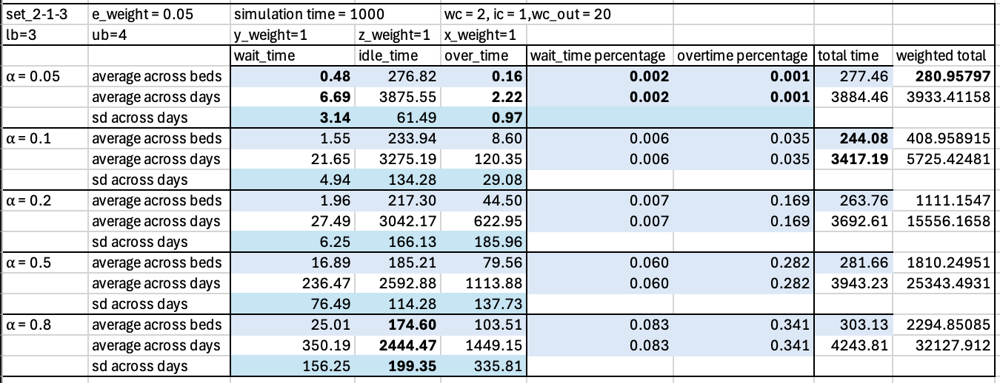 set_2-1-3 e_weight = 0.05 simulation time = 1000 wc = 2, ic = 1,wc_out = 20
lb=3 ub=4 y_weight=1 z_weight=1 x_weight=1
wait_time idle_time over_time wait_time percentage overtime percentage total time weighted total
α = 0.05 average across beds 0.48 276.82 0.16 0.002 0.001 277.46 280.95797
average across days 6.69 3875.55 2.22 0.002 0.001 3884.46 3933.41158
sd across days 3.14 61.49 0.97
α = 0.1 average across beds 1.55 233.94 8.60 0.006 0.035 244.08 408.958915
average across days 21.65 3275.19 120.35 0.006 0.035 3417.19 5725.42481
sd across days 4.94 134.28 29.08
α = 0.2 average across beds 1.96 217.30 44.50 0.007 0.169 263.76 1111.1547
average across days 27.49 3042.17 622.95 0.007 0.169 3692.61 15556.1658
sd across days 6.25 166.13 185.96
α = 0.5 average across beds 16.89 185.21 79.56 0.060 0.282 281.66 1810.24951
average across days 236.47 2592.88 1113.88 0.060 0.282 3943.23 25343.4931
sd across days 76.49 114.28 137.73
α = 0.8 average across beds 25.01 174.60 103.51 0.083 0.341 303.13 2294.85085
average across days 350.19 2444.47 1449.15 0.083 0.341 4243.81 32127.912
sd across days 156.25 199.35 335.81